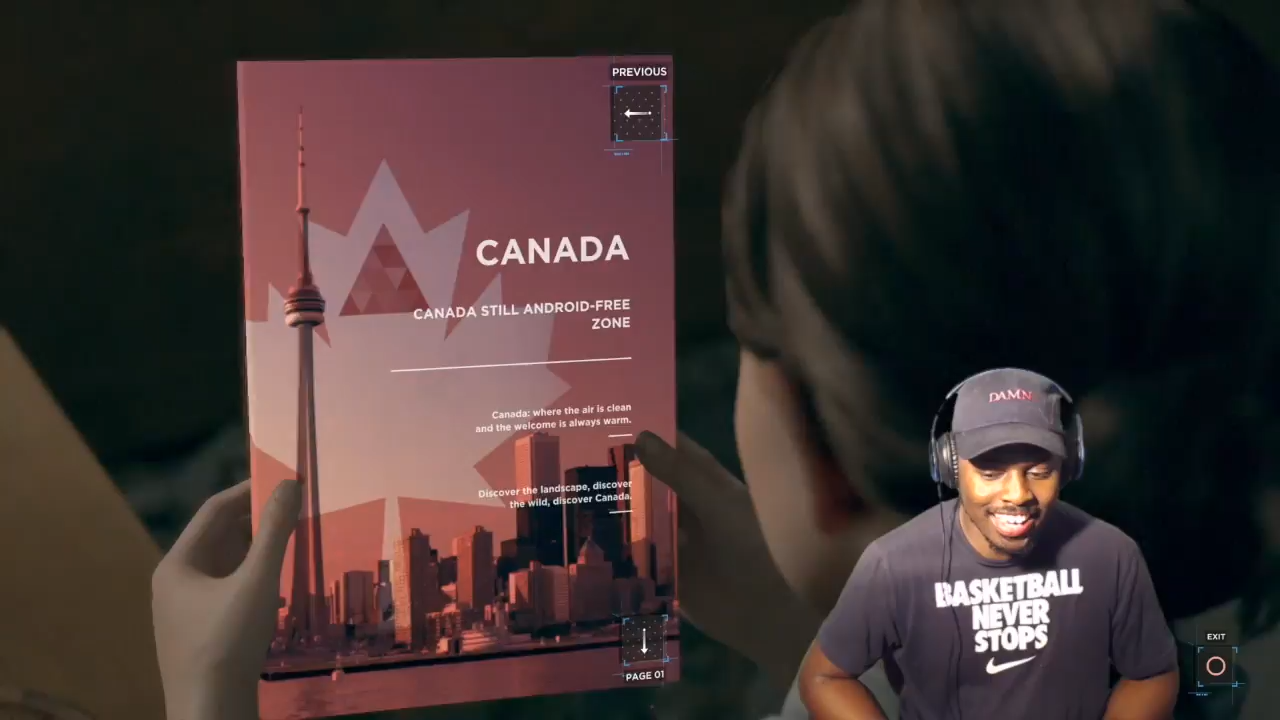 PREVIOUS
CANADA
CANADA STILL ANDROID-FREE
ZONE
Canada: where the air is clean
and the welcome is always warm.
Discover the landscape, discover
the wild, discover Canada.
PAGE 01
DAMN.
BASKETBALL
NEVER
STOPS
EXIT